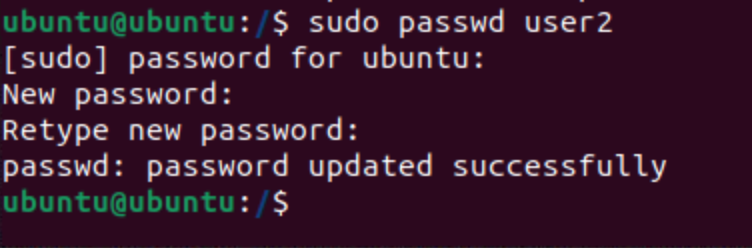 ubuntu@ubuntu:/$ sudo passwd user2
[sudo] password for ubuntu:
New password:
Retype new password:
passwd: password updated successfully
ubuntu@ubuntu:/$